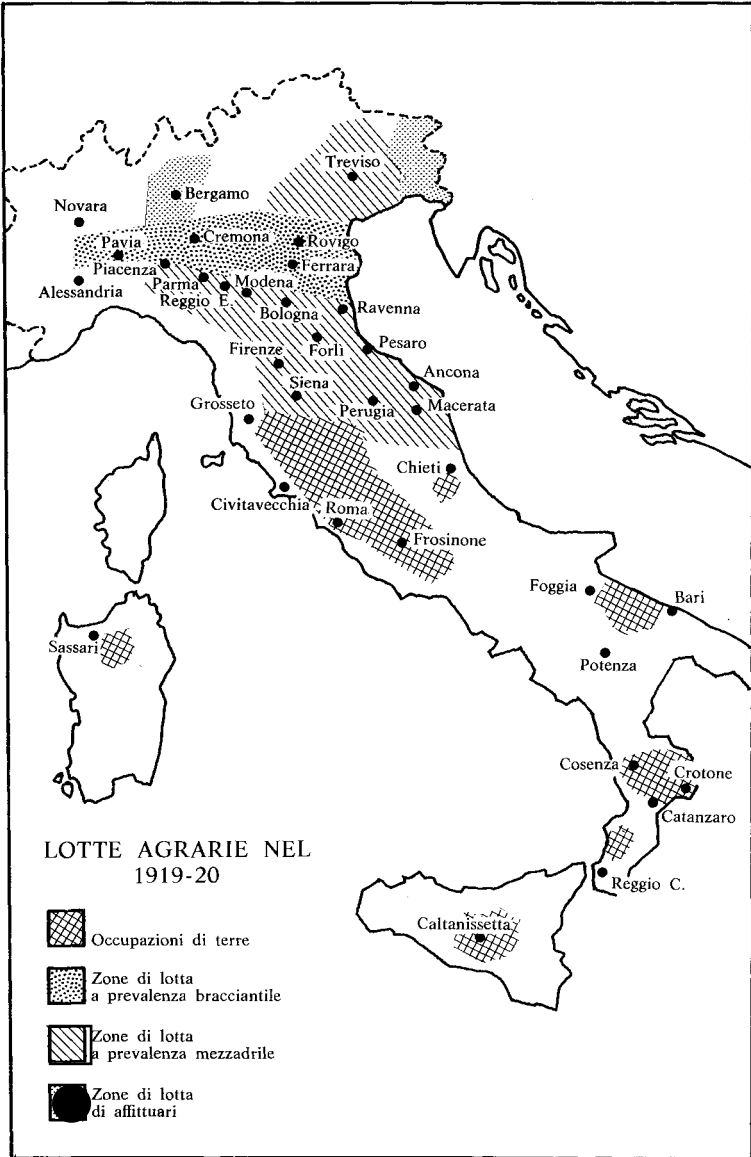 Treviso
Bergamo
Novara
Pavia
Cremona
Rovigo
Piacenza
Ferrara
Alessandria
Parma
Modena
Reggio E.
Bologna
Ravenna
Firenze
Forlì
Pesaro
Siena
Ancona
Grosseto
Perugia
Macerata
Chieti
Civitavecchia
Roma
Frosinone
Foggia
Bari
Sassari
Potenza
Cosenza
Crotone
Catanzaro
Reggio C.
Caltanissetta
LOTTE AGRARIE NEL
1919-20
Occupazioni di terre
Zone di lotta
a prevalenza bracciantile
Zone di lotta
a prevalenza mezzadrile
Zone di lotta
di affittuari